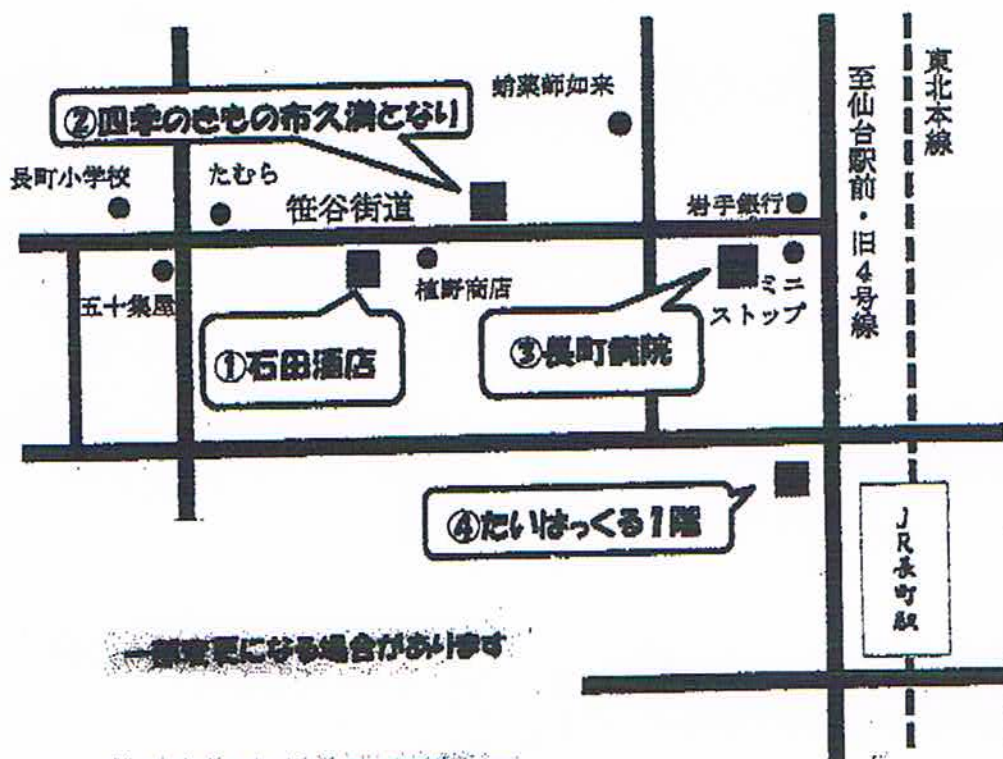 東北本線
至仙台駅前・旧4号線
蛸薬師如来
②四季のきもの布久満となり
長町小学校
たむら
笹谷街道
岩手銀行
五十集屋
植野商店
ミニ
ストップ
①石田酒店
③長町病院
④たいはっくる1階
JR長町駅
一部変更になる場合があります